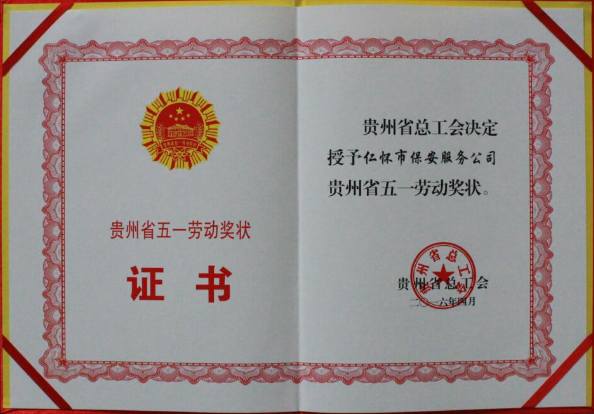 贵州省五一劳动奖状
证书
贵州省总工会决定
授予仁怀市保安服务公司
贵州省五一劳动奖状。
贵州省总工会
贵州省总工会
二〇一六年四月